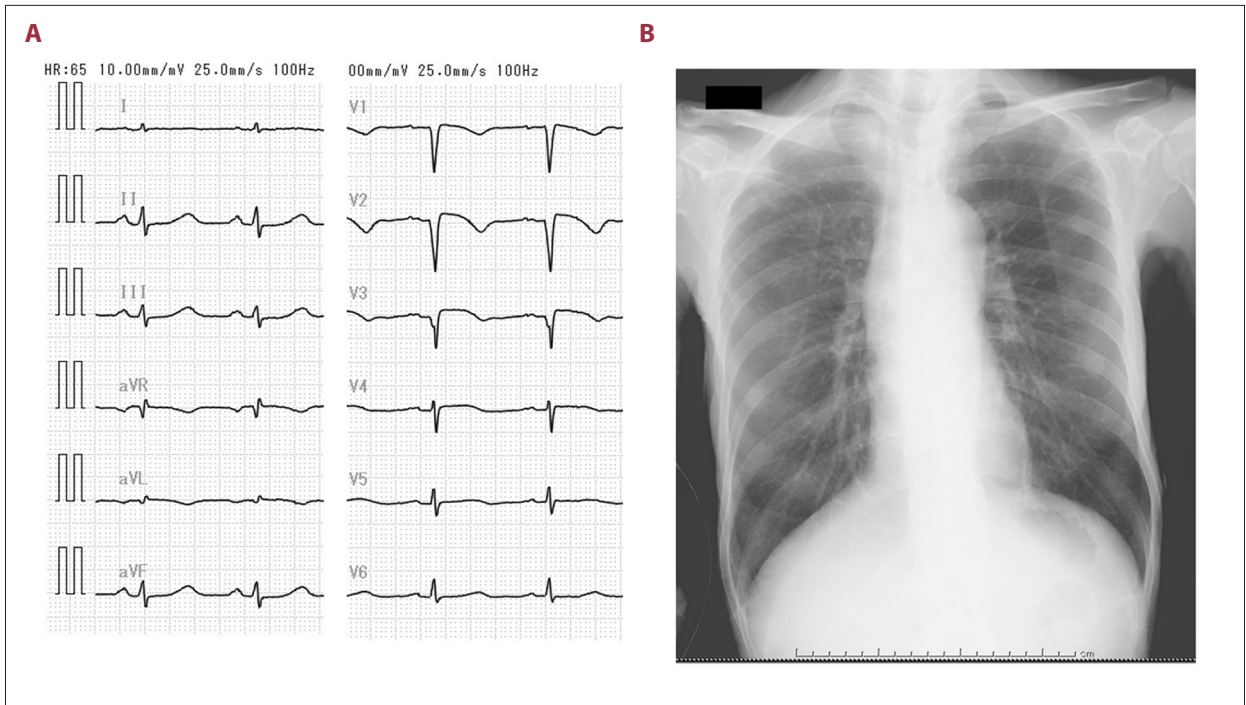 A
B
HR:65 10.00mm/mV 25.0mm/s 100Hz
00mm/mV 25.0mm/s 100Hz
I
II
III
aVR
aVL
aVF
V1
V2
V3
V4
V5
V6
cm